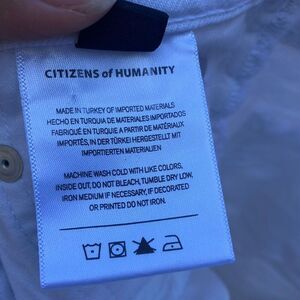 CITIZENS of HUMANITY
MADE IN TURKEY OF IMPORTED MATERIALS
HECHO EN TURQUIA DE MATERIALES IMPORTADOS
FABRIQUÉ EN TURQUIE A PARTIR DE MATÉRIAUX
IMPORTÉS, IN DER TÜRKEI HERGESTELLT MIT
IMPORTIERTEN MATERIALIEN
MACHINE WASH COLD WITH LIKE COLORS,
INSIDE OUT, DO NOT BLEACH, TUMBLE DRY LOW,
IRON MEDIUM IF NECESSARY, IF DECORATED
OR PRINTED DO NOT IRON.